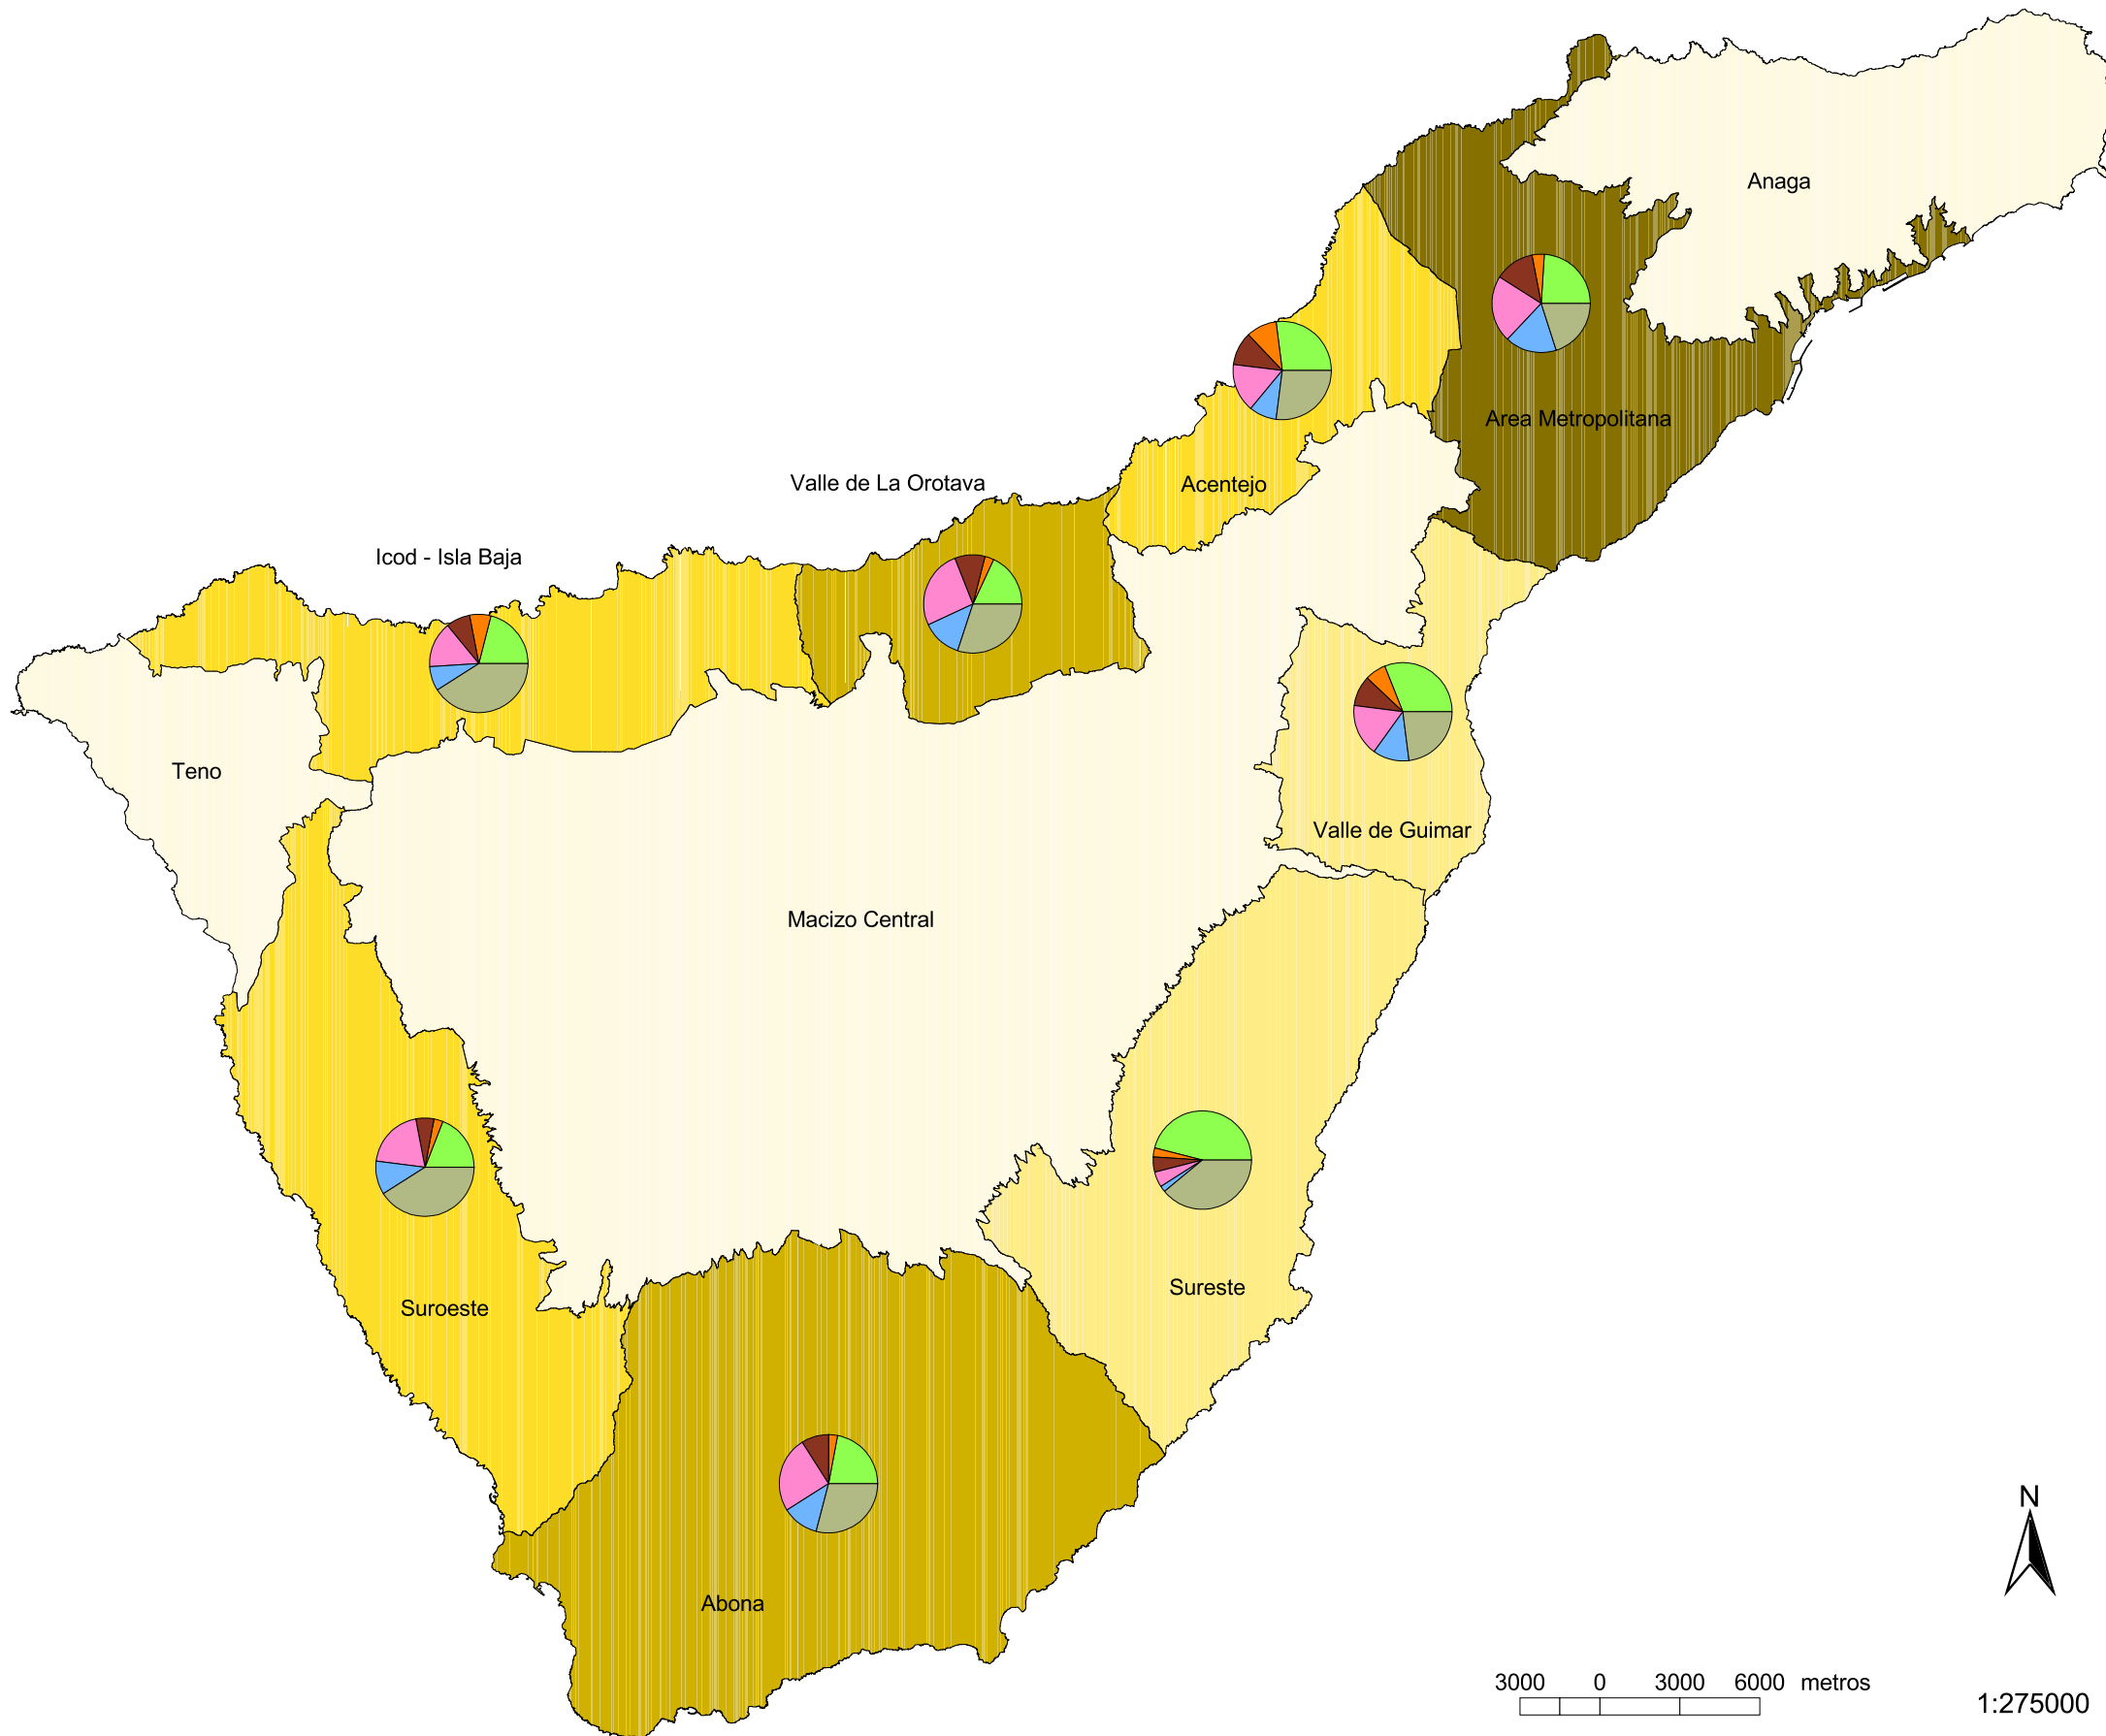 Anaga
Area Metropolitana
Valle de La Orotava
Acentejo
Icod - Isla Baja
Teno
Valle de Guimar
Macizo Central
Sureste
Suroeste
Abona
N
3000 0 3000 6000 metros
1:275000